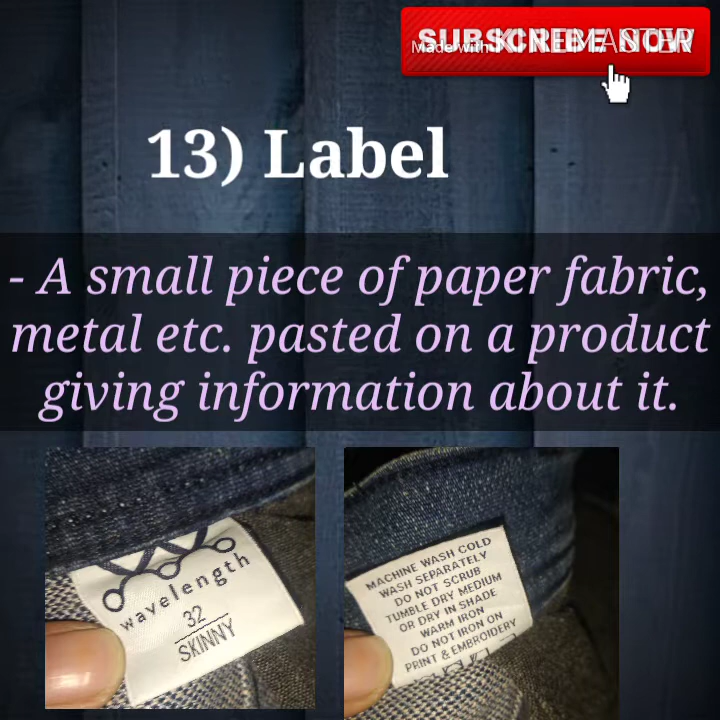 SUBSCRIBE NOW
Made with KINEMASTER
13) Label
- A small piece of paper fabric,
metal etc. pasted on a product
giving information about it.
wavelength
32
SKINNY
MACHINE WASH COLD
WASH SEPARATELY
DO NOT SCRUB
TUMBLE DRY MEDIUM
OR DRY IN SHADE
WARM IRON
DO NOT IRON ON
PRINT & EMBROIDERY